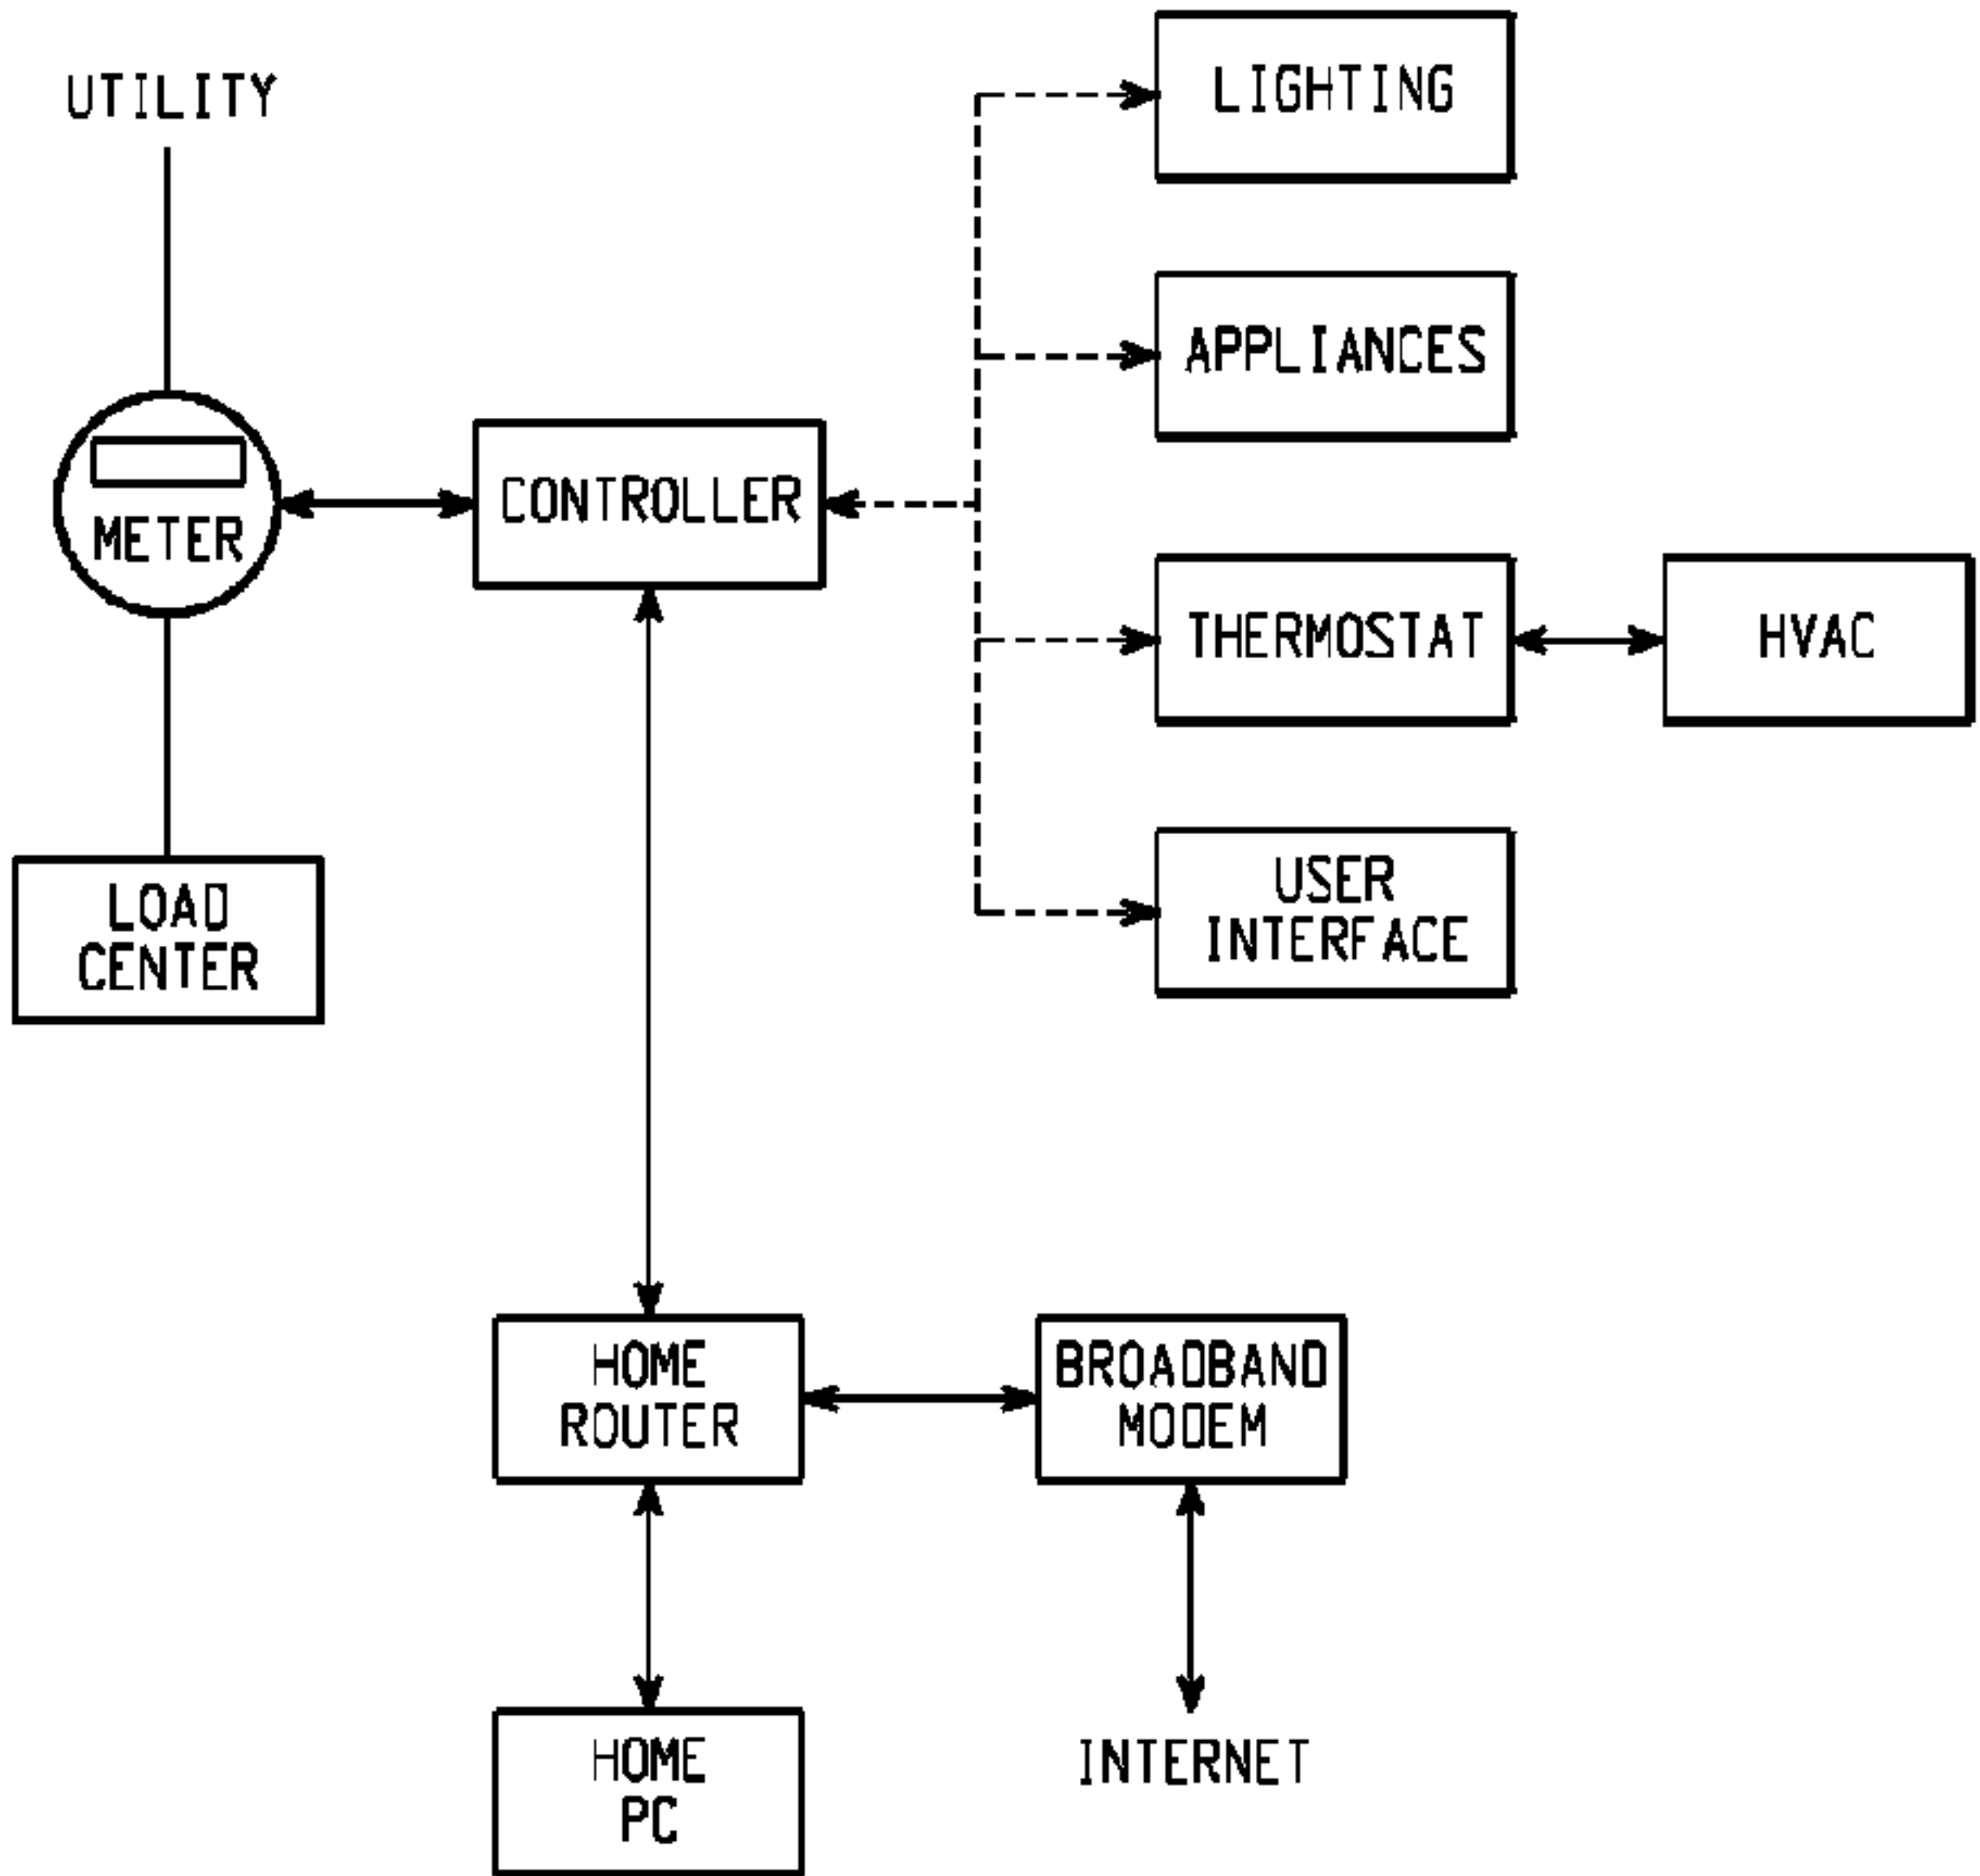 UTILITY
LIGHTING
APPLIANCES
METER
CONTROLLER
THERMOSTAT
HVAC
LOAD
CENTER
USER
INTERFACE
HOME
ROUTER
BROADBAND
MODEM
HOME
PC
INTERNET